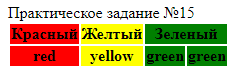 Практическое задание №15
Красный Желтый Зеленый
red yellow green green